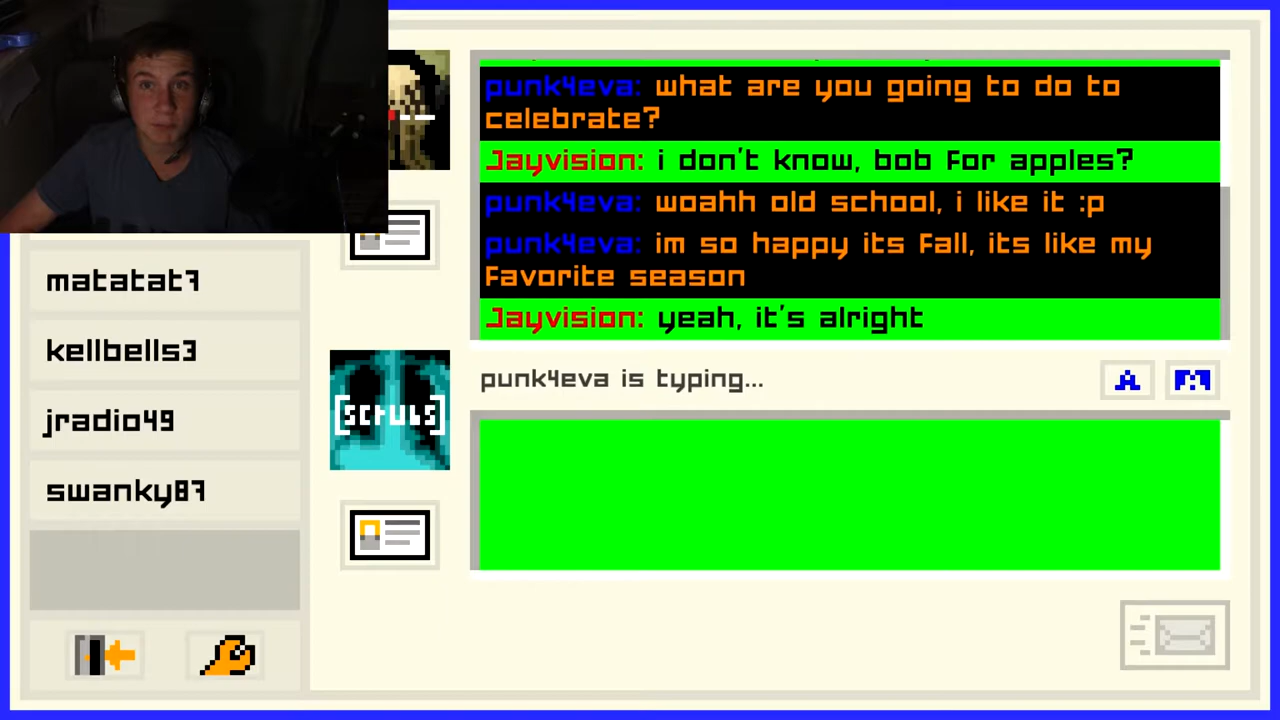 punk4eva: what are you going to do to
celebrate?
Jayvision: i don't know, bob for apples?
punk4eva: woahh old school, i like it :p
punk4eva: im so happy its fall, its like my
favorite season
Jayvision: yeah, it's alright
matatat7
kellbells3
jradio49
swanky87
[SCrUBS]
punk4eva is typing...
A